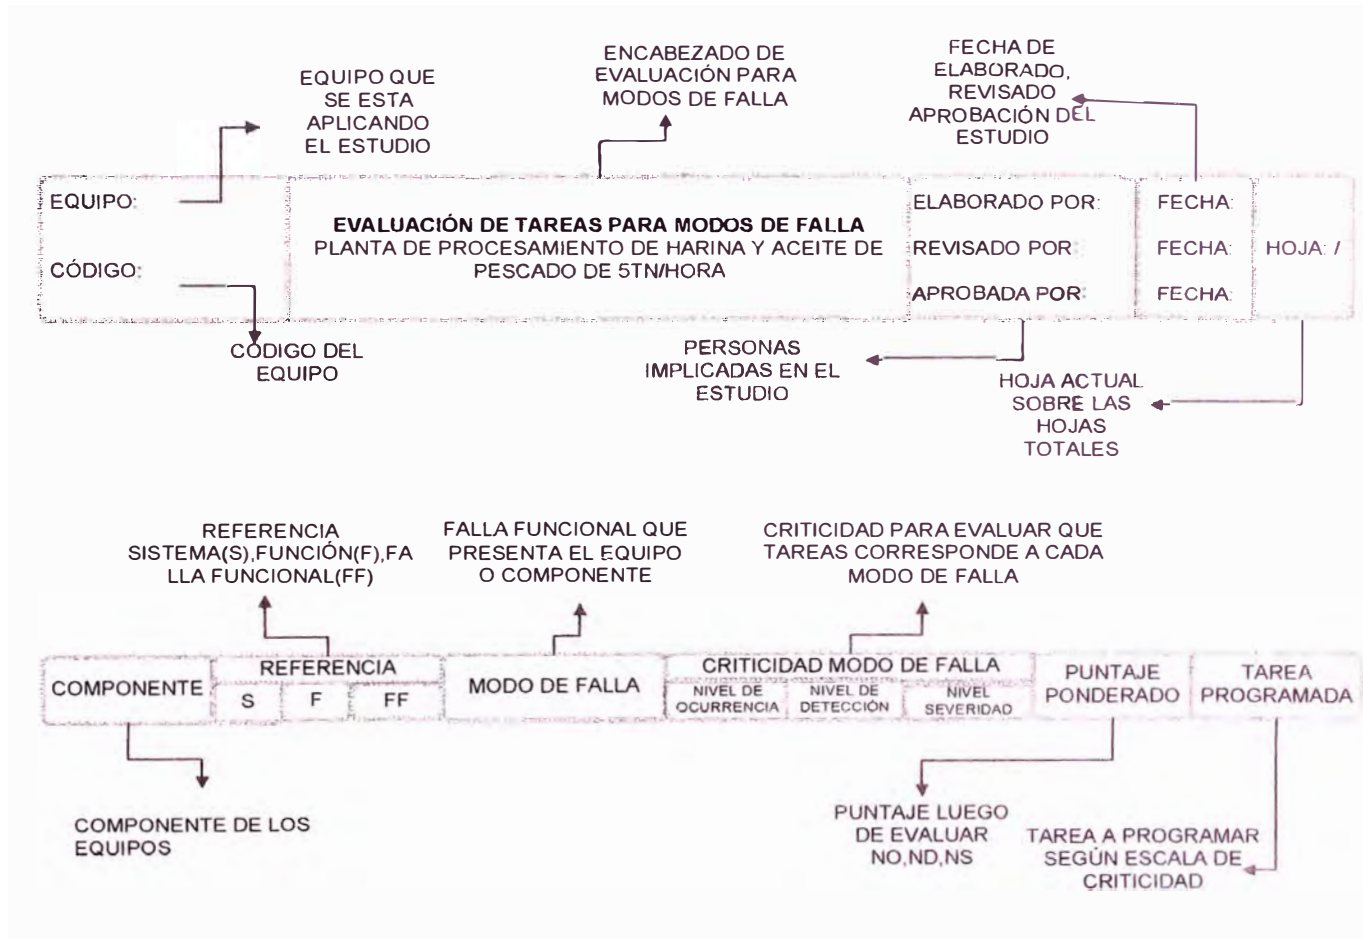 EQUIPO QUE
SE ESTA
APLICANDO
EL ESTUDIO
ENCABEZADO DE
EVALUACIÓN PARA
MODOS DE FALLA
FECHA DE
ELABORADO,
REVISADO
APROBACIÓN DEL
ESTUDIO
EQUIPO:
CÓDIGO:
EVALUACIÓN DE TAREAS PARA MODOS DE FALLA
PLANTA DE PROCESAMIENTO DE HARINA Y ACEITE DE
PESCADO DE 5TN/HORA
ELABORADO POR:
REVISADO POR:
APROBADA POR:
FECHA:
FECHA:
FECHA:
HOJA: /
CÓDIGO DEL
EQUIPO
PERSONAS
IMPLICADAS EN EL
ESTUDIO
HOJA ACTUAL
SOBRE LAS
HOJAS
TOTALES
REFERENCIA
SISTEMA(S),FUNCIÓN(F),FA
LLA FUNCIONAL(FF)
FALLA FUNCIONAL QUE
PRESENTA EL EQUIPO
O COMPONENTE
CRITICIDAD PARA EVALUAR QUE
TAREAS CORRESPONDE A CADA
MODO DE FALLA
COMPONENTE
REFERENCIA
S
F
FF
MODO DE FALLA
CRITICIDAD MODO DE FALLA
NIVEL DE
OCURRENCIA
NIVEL DE
DETECCIÓN
NIVEL
SEVERIDAD
PUNTAJE
PONDERADO
TAREA
PROGRAMADA
COMPONENTE DE LOS
EQUIPOS
PUNTAJE LUEGO
DE EVALUAR
NO,ND,NS
TAREA A PROGRAMAR
SEGÚN ESCALA DE
CRITICIDAD